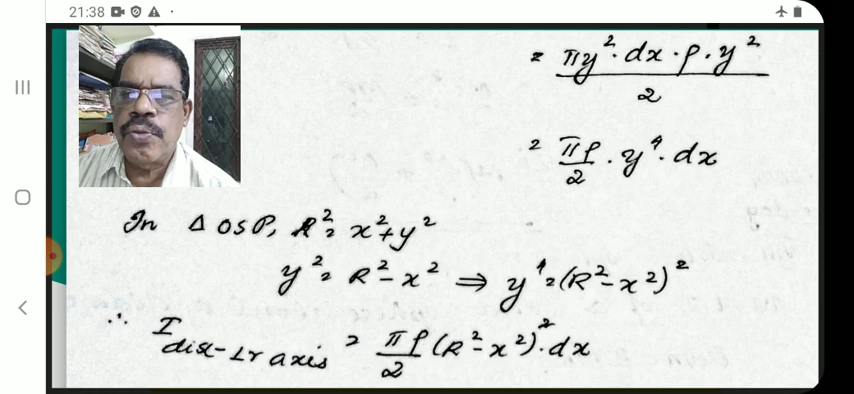 21:38
= πy². dx · ρ · y² / 2
= πρ/2 · y⁴ · dx
In Δ OSP, R² = x² + y²
y² = R² - x² ⇒ y⁴ = (R² - x²)²
∴ I disc-⊥r axis = πρ/2 (R² - x²)². dx